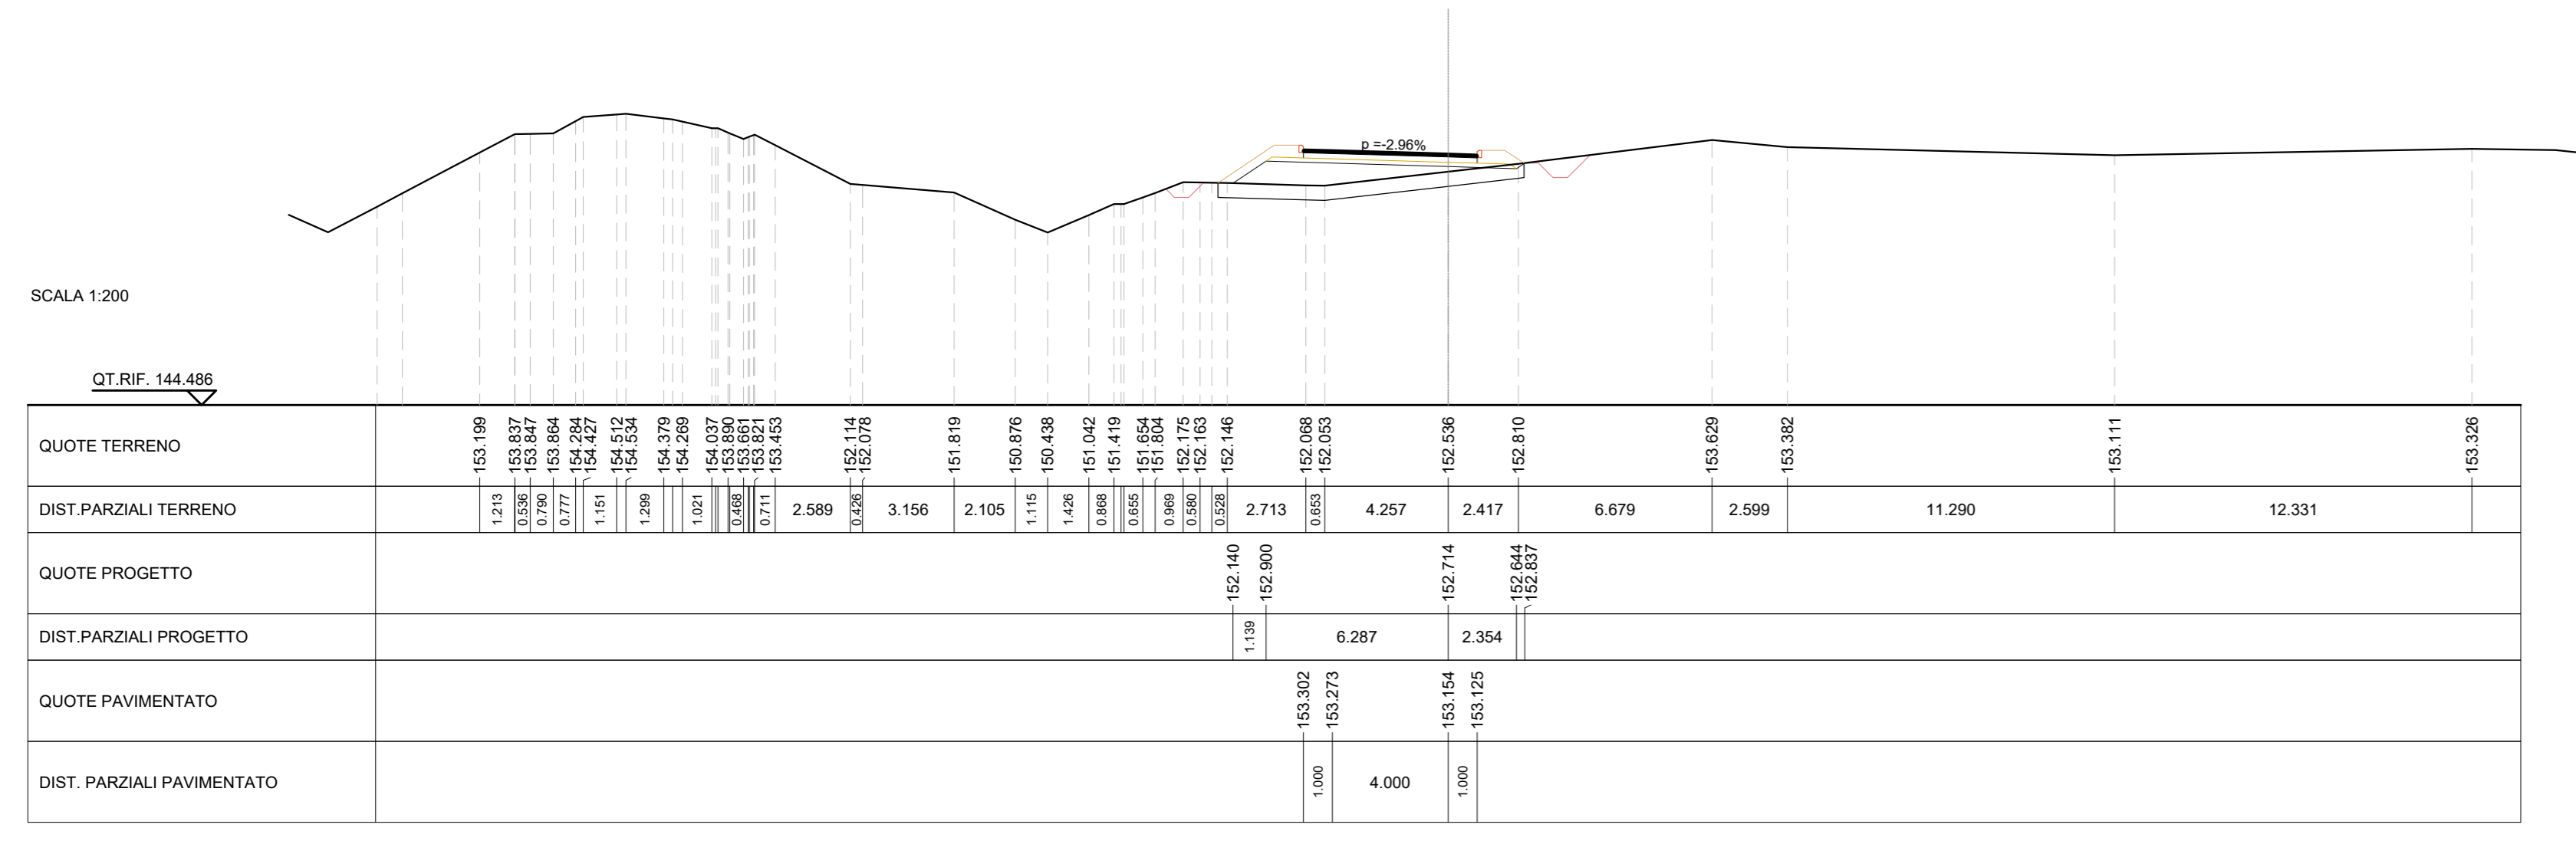 p =-2.96%
SCALA 1:200
QT.RIF. 144.486
QUOTE TERRENO 153.199 153.837 153.847 153.864 154.284 154.427 154.512 154.534 154.379 154.269 154.037 153.890 153.661 153.821 153.453 152.114 152.078 151.819 150.876 150.438 151.042 151.419 151.654 151.804 152.175 152.163 152.146 152.068 152.053 152.536 152.810 153.629 153.382 153.111 153.326
DIST.PARZIALI TERRENO 1.213 0.536 0.790 0.777 1.151 1.299 1.021 0.468 0.711 2.589 0.426 3.156 2.105 1.115 1.426 0.868 0.655 0.969 0.580 0.528 2.713 0.653 4.257 2.417 6.679 2.599 11.290 12.331
QUOTE PROGETTO 152.140 152.900 152.714 152.644 152.837
DIST.PARZIALI PROGETTO 1.139 6.287 2.354
QUOTE PAVIMENTATO 153.302 153.273 153.154 153.125
DIST. PARZIALI PAVIMENTATO 1.000 4.000 1.000